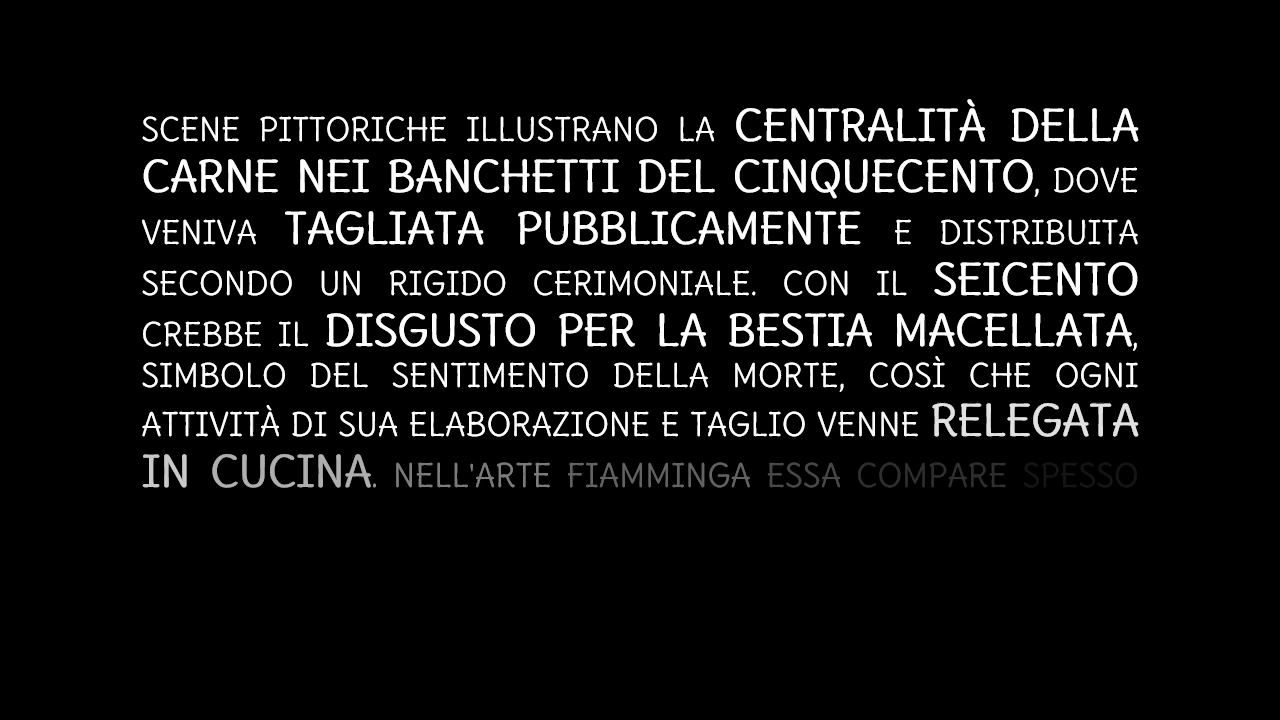 SCENE PITTORICHE ILLUSTRANO LA CENTRALITÀ DELLA
CARNE NEI BANCHETTI DEL CINQUECENTO, DOVE
VENIVA TAGLIATA PUBBLICAMENTE E DISTRIBUITA
SECONDO UN RIGIDO CERIMONIALE. CON IL SEICENTO
CREBBE IL DISGUSTO PER LA BESTIA MACELLATA,
SIMBOLO DEL SENTIMENTO DELLA MORTE, COSÌ CHE OGNI
ATTIVITÀ DI SUA ELABORAZIONE E TAGLIO VENNE RELEGATA
IN CUCINA. NELL'ARTE FIAMMINGA ESSA COMPARE SPESSO